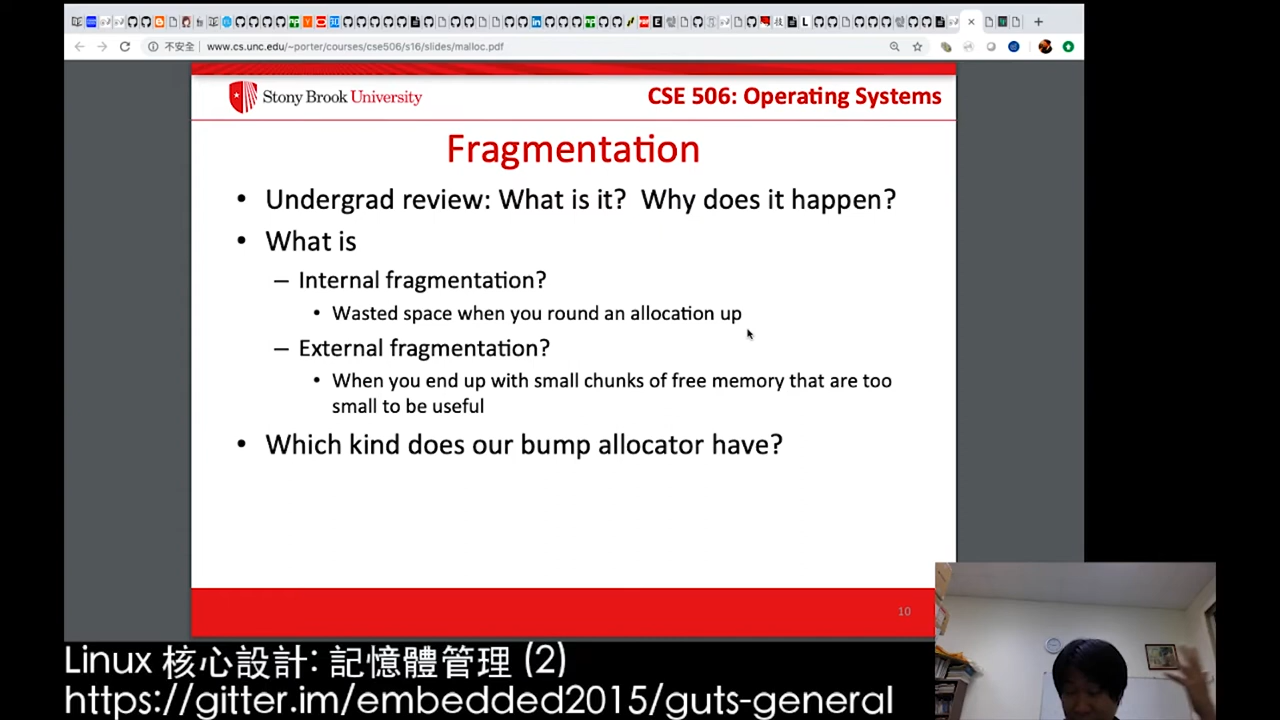 不安全 www.cs.unc.edu/~porter/courses/cse506/s16/slides/malloc.pdf
Stony Brook University
CSE 506: Operating Systems
Fragmentation
• Undergrad review: What is it? Why does it happen?
• What is
– Internal fragmentation?
• Wasted space when you round an allocation up
– External fragmentation?
• When you end up with small chunks of free memory that are too
small to be useful
• Which kind does our bump allocator have?
10
Linux 核心設計: 記憶體管理 (2)
https://gitter.im/embedded2015/guts-general